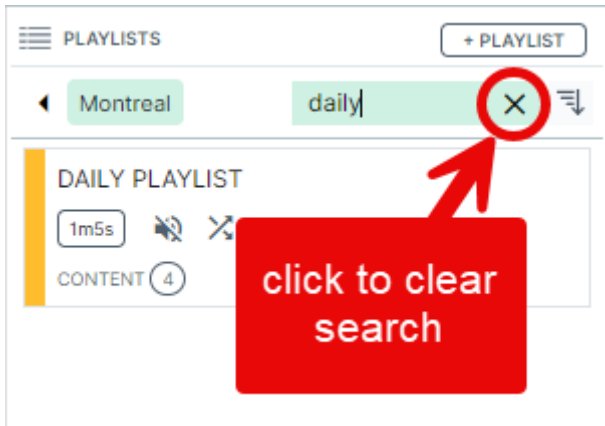 PLAYLISTS
+ PLAYLIST
Montreal
daily
DAILY PLAYLIST
1m5s
CONTENT 4
click to clear
search